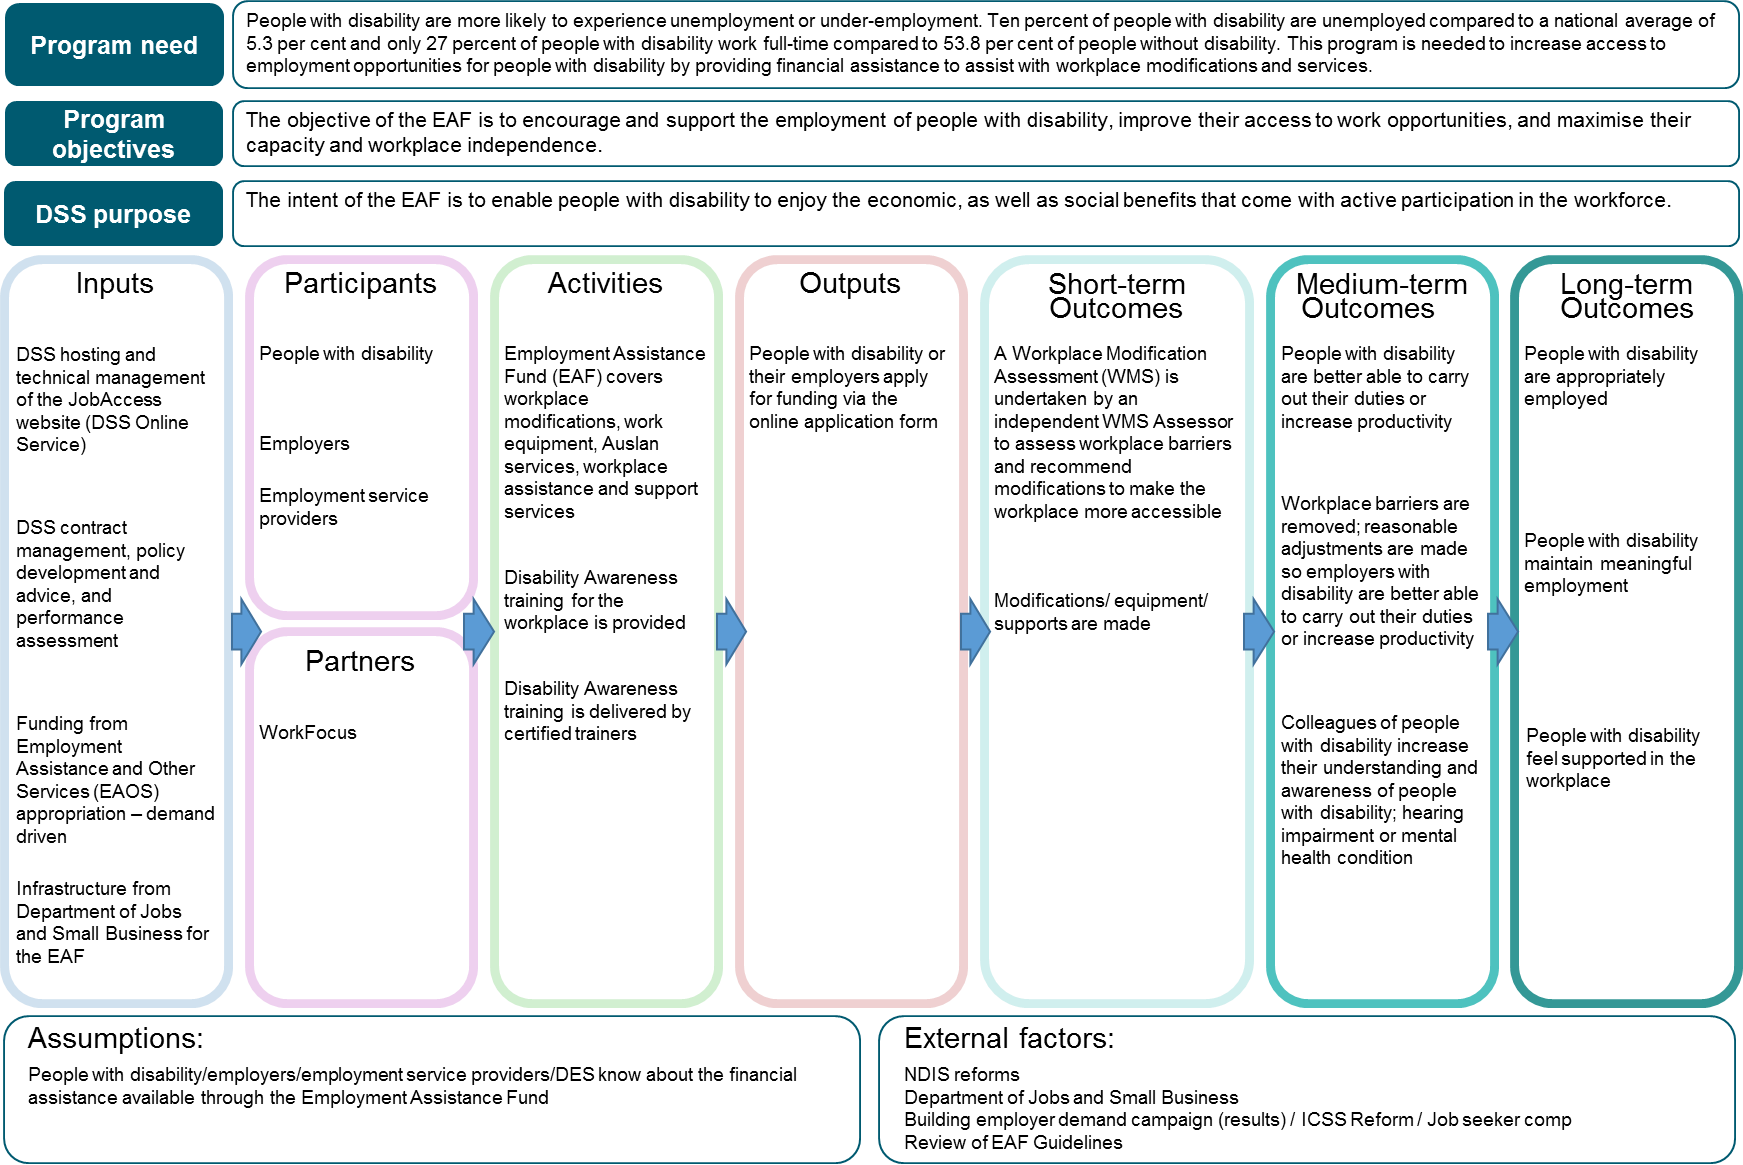 Program need
People with disability are more likely to experience unemployment or under-employment. Ten percent of people with disability are unemployed compared to a national average of
5.3 per cent and only 27 percent of people with disability work full-time compared to 53.8 per cent of people without disability. This program is needed to increase access to
employment opportunities for people with disability by providing financial assistance to assist with workplace modifications and services.
Program
objectives
The objective of the EAF is to encourage and support the employment of people with disability, improve their access to work opportunities, and maximise their
capacity and workplace independence.
DSS purpose
The intent of the EAF is to enable people with disability to enjoy the economic, as well as social benefits that come with active participation in the workforce.
Inputs
DSS hosting and
technical management
of the JobAccess
website (DSS Online
Service)
DSS contract
management, policy
development and
advice, and
performance
assessment
Funding from
Employment
Assistance and Other
Services (EAOS)
appropriation – demand
driven
Infrastructure from
Department of Jobs
and Small Business for
the EAF
Participants
People with disability
Employers
Employment service
providers
Partners
WorkFocus
Activities
Employment Assistance
Fund (EAF) covers
workplace
modifications, work
equipment, Auslan
services, workplace
assistance and support
services
Disability Awareness
training for the
workplace is provided
Disability Awareness
training is delivered by
certified trainers
Outputs
People with disability or
their employers apply
for funding via the
online application form
Short-term
Outcomes
A Workplace Modification
Assessment (WMS) is
undertaken by an
independent WMS Assessor
to assess workplace barriers
and recommend
modifications to make the
workplace more accessible
Modifications/ equipment/
supports are made
Medium-term
Outcomes
People with disability
are better able to carry
out their duties or
increase productivity
Workplace barriers are
removed; reasonable
adjustments are made
so employers with
disability are better able
to carry out their duties
or increase productivity
Colleagues of people
with disability increase
their understanding and
awareness of people
with disability; hearing
impairment or mental
health condition
Long-term
Outcomes
People with disability
are appropriately
employed
People with disability
maintain meaningful
employment
People with disability
feel supported in the
workplace
Assumptions:
People with disability/employers/employment service providers/DES know about the financial
assistance available through the Employment Assistance Fund
External factors:
NDIS reforms
Department of Jobs and Small Business
Building employer demand campaign (results) / ICSS Reform / Job seeker comp
Review of EAF Guidelines